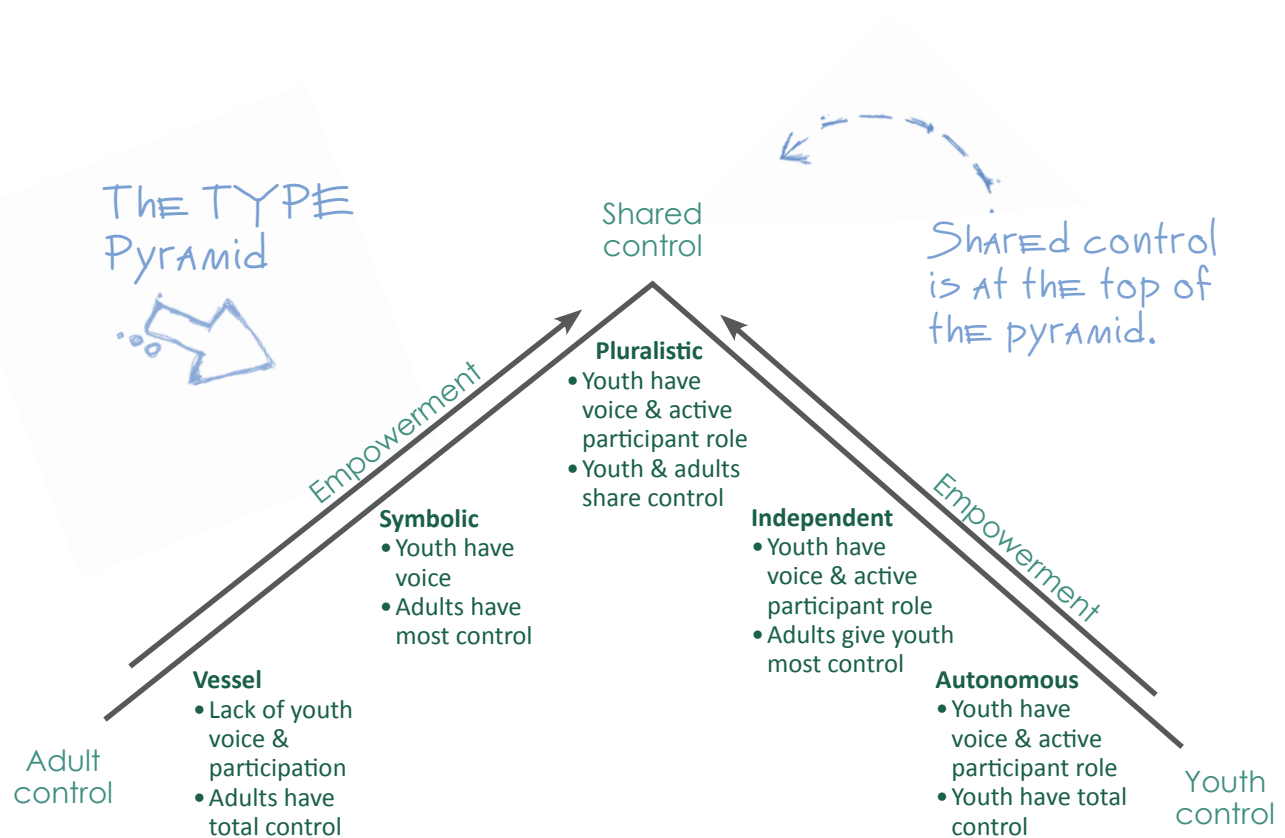 The TYPE
Pyramid
Shared control
is at the top of
the pyramid.
Shared
control
Empowerment
Empowerment
Pluralistic
• Youth have
voice & active
participant role
• Youth & adults
share control
Symbolic
• Youth have
voice
• Adults have
most control
Independent
• Youth have
voice & active
participant role
• Adults give youth
most control
Vessel
• Lack of youth
voice &
participation
• Adults have
total control
Autonomous
• Youth have
voice & active
participant role
• Youth have total
control
Adult
control
Youth
control